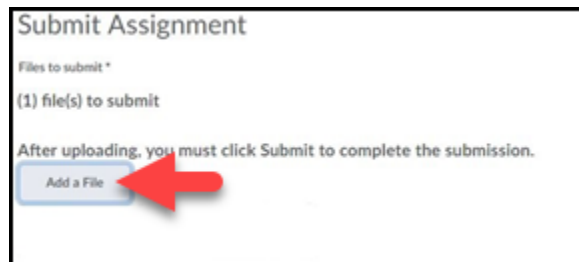 Submit Assignment
Files to submit *
(1) file(s) to submit
After uploading, you must click Submit to complete the submission.
Add a File